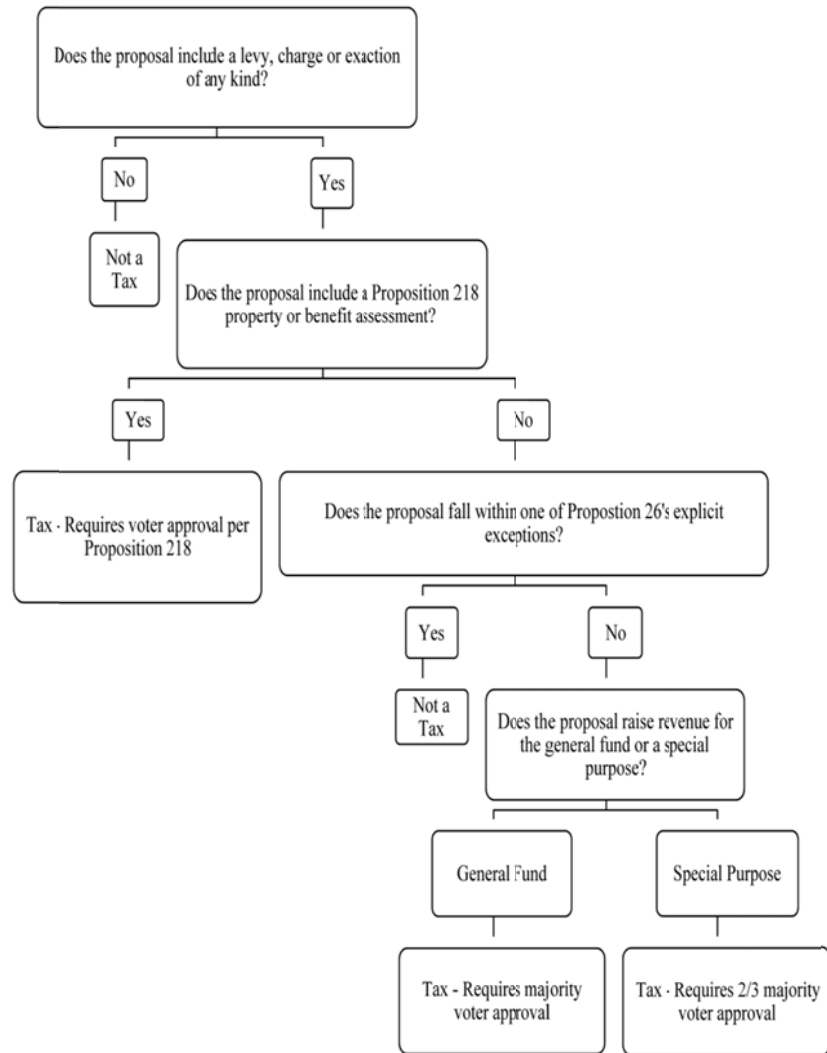 Does the proposal include a levy, charge or exaction
of any kind?
No
Yes
Not a
Tax
Does the proposal include a Proposition 218
property or benefit assessment?
Yes
No
Tax - Requires voter approval per
Proposition 218
Does the proposal fall within one of Propostion 26's explicit
exceptions?
Yes
No
Not a
Tax
Does the proposal raise revenue for
the general fund or a special
purpose?
General Fund
Special Purpose
Tax - Requires majority
voter approval
Tax - Requires 2/3 majority
voter approval